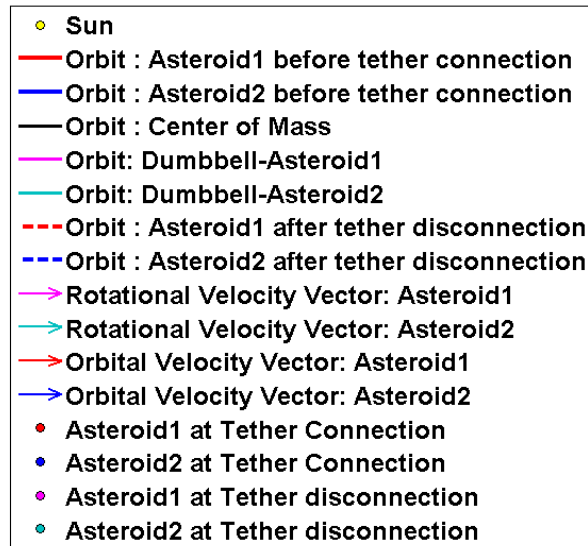 Sun
Orbit : Asteroid1 before tether connection
Orbit : Asteroid2 before tether connection
Orbit : Center of Mass
Orbit: Dumbbell-Asteroid1
Orbit: Dumbbell-Asteroid2
Orbit : Asteroid1 after tether disconnection
Orbit : Asteroid2 after tether disconnection
Rotational Velocity Vector: Asteroid1
Rotational Velocity Vector: Asteroid2
Orbital Velocity Vector: Asteroid1
Orbital Velocity Vector: Asteroid2
Asteroid1 at Tether Connection
Asteroid2 at Tether Connection
Asteroid1 at Tether disconnection
Asteroid2 at Tether disconnection